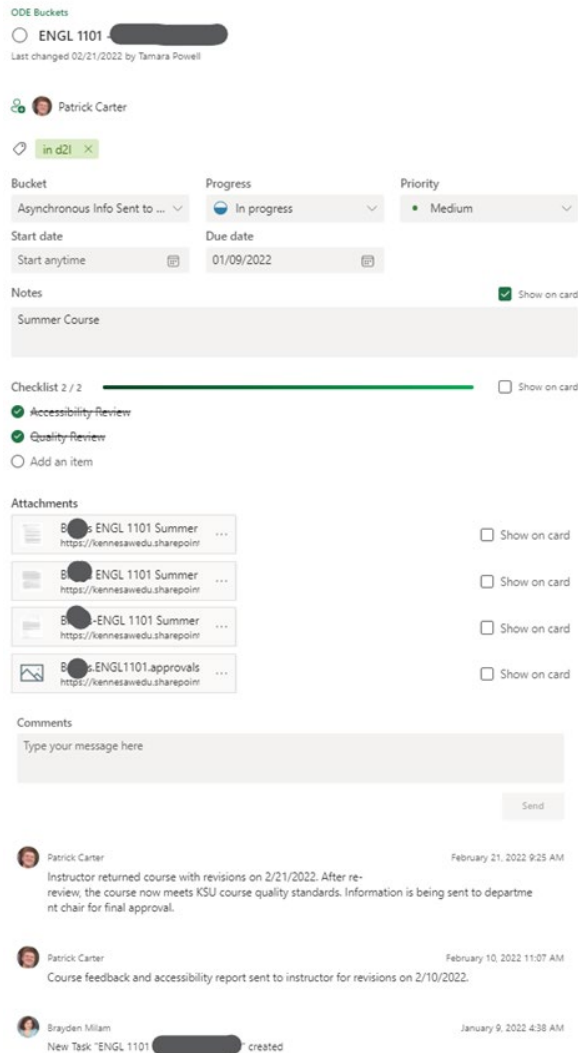 ODE Buckets
ENGL 1101 -
Last changed 02/21/2022 by Tamara Powell
Patrick Carter
in d2l
Bucket Progress Priority
Asynchronous Info Sent to ... In progress Medium
Start date Due date
Start anytime 01/09/2022
Notes Show on card
Summer Course
Checklist 2 / 2 Show on card
Accessibility Review
Quality Review
Add an item
Attachments
B s ENGL 1101 Summer ...
https://kennesawedu.sharepoint Show on card
B ENGL 1101 Summer ...
https://kennesawedu.sharepoint Show on card
B -ENGL 1101 Summer ...
https://kennesawedu.sharepoint Show on card
B s.ENGL1101.approvals ...
https://kennesawedu.sharepoint Show on card
Comments
Type your message here
Send
Patrick Carter February 21, 2022 9:25 AM
Instructor returned course with revisions on 2/21/2022. After re-
review, the course now meets KSU course quality standards. Information is being sent to departme
nt chair for final approval.
Patrick Carter February 10, 2022 11:07 AM
Course feedback and accessibility report sent to instructor for revisions on 2/10/2022.
Brayden Milam January 9, 2022 4:38 AM
New Task "ENGL 1101 " created